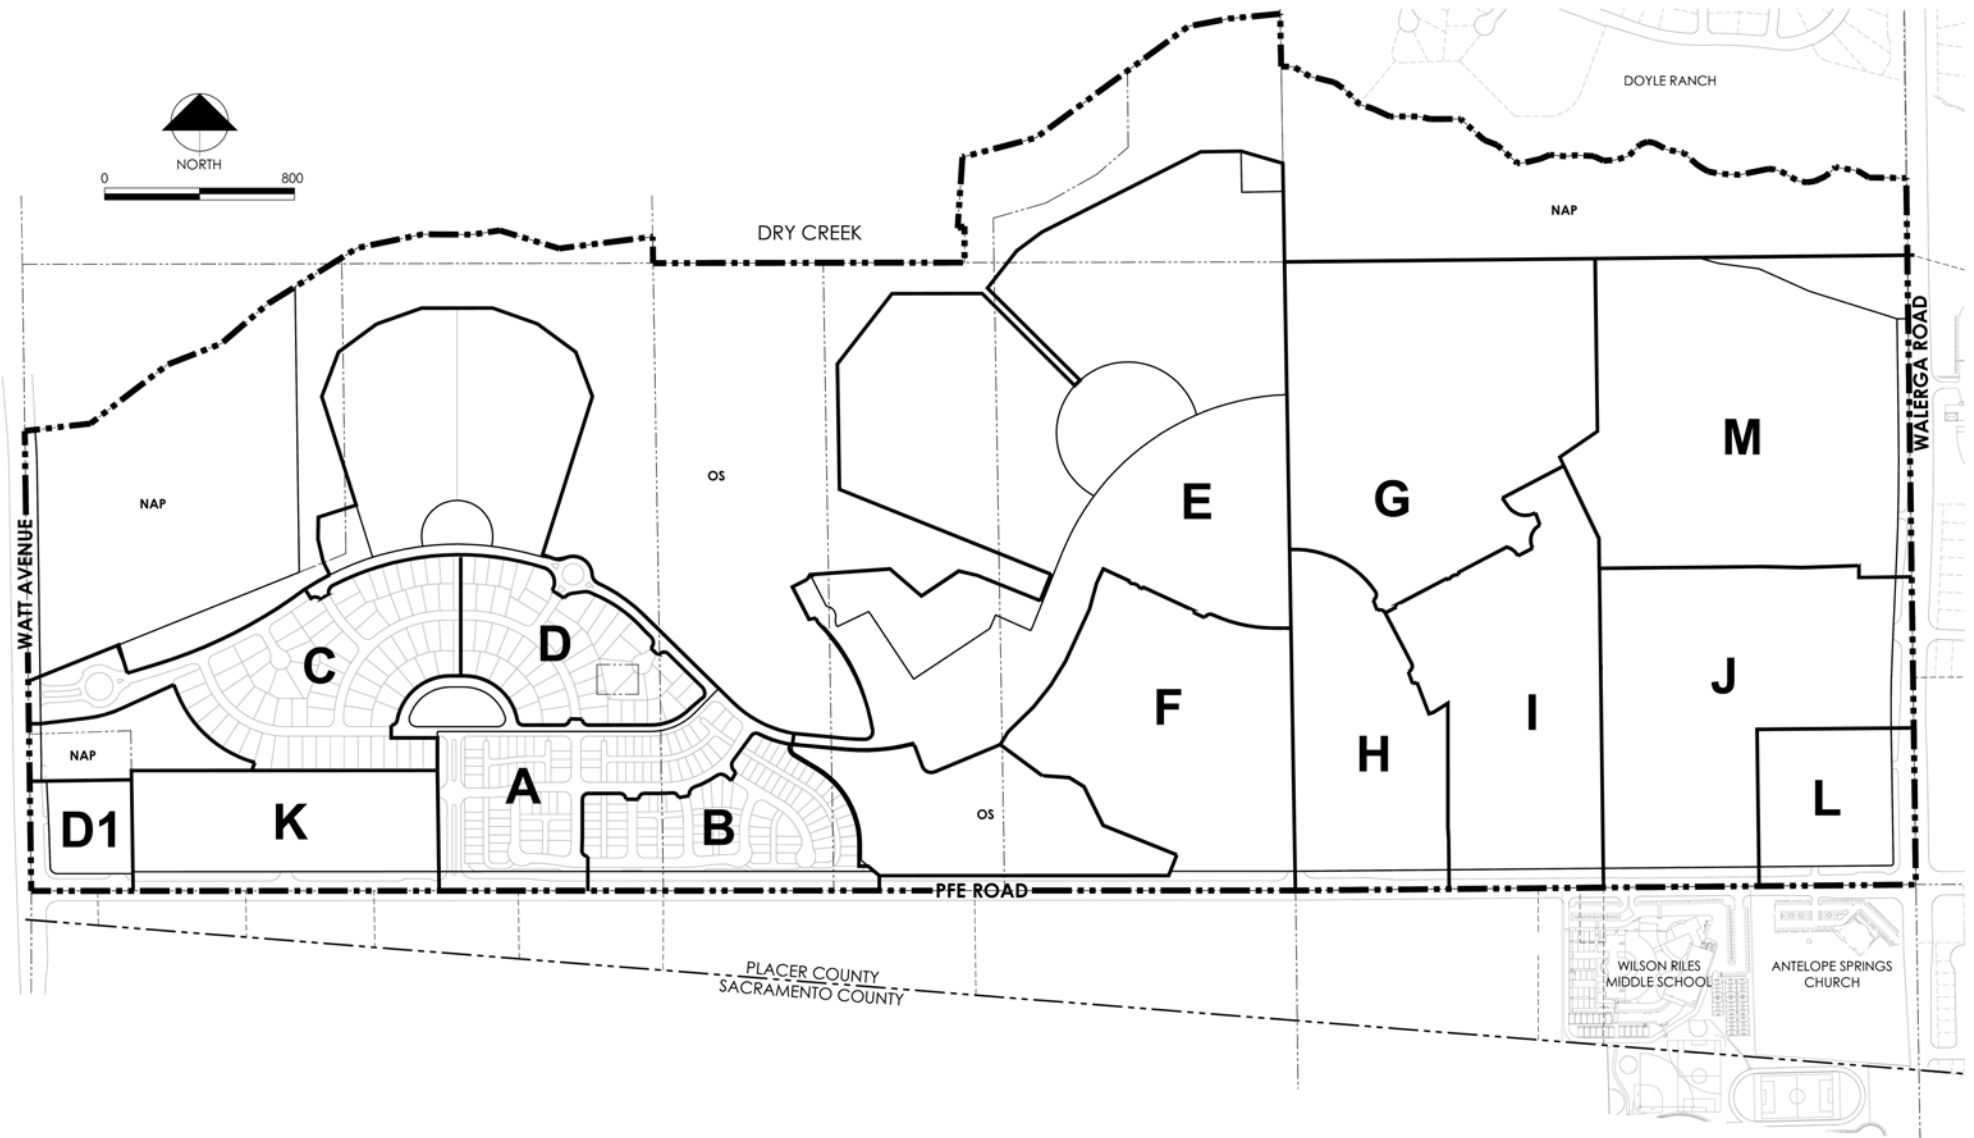 DOYLE RANCH
NORTH
0 800
NAP
DRY CREEK
WALERGA ROAD
M
OS
E
G
NAP
WATT AVENUE
D
C
F
J
I
H
NAP
A
K
B
D1
L
OS
PFE ROAD
PLACER COUNTY
SACRAMENTO COUNTY
WILSON RILES
MIDDLE SCHOOL
ANTELOPE SPRINGS
CHURCH